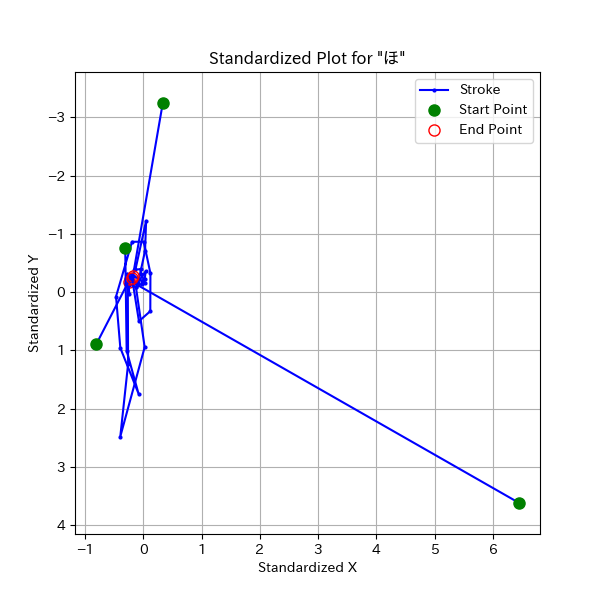 Standardized Plot for "ほ"
Stroke
Start Point
End Point
Standardized Y
−3
−2
−1
0
1
2
3
4
−1 0 1 2 3 4 5 6
Standardized X